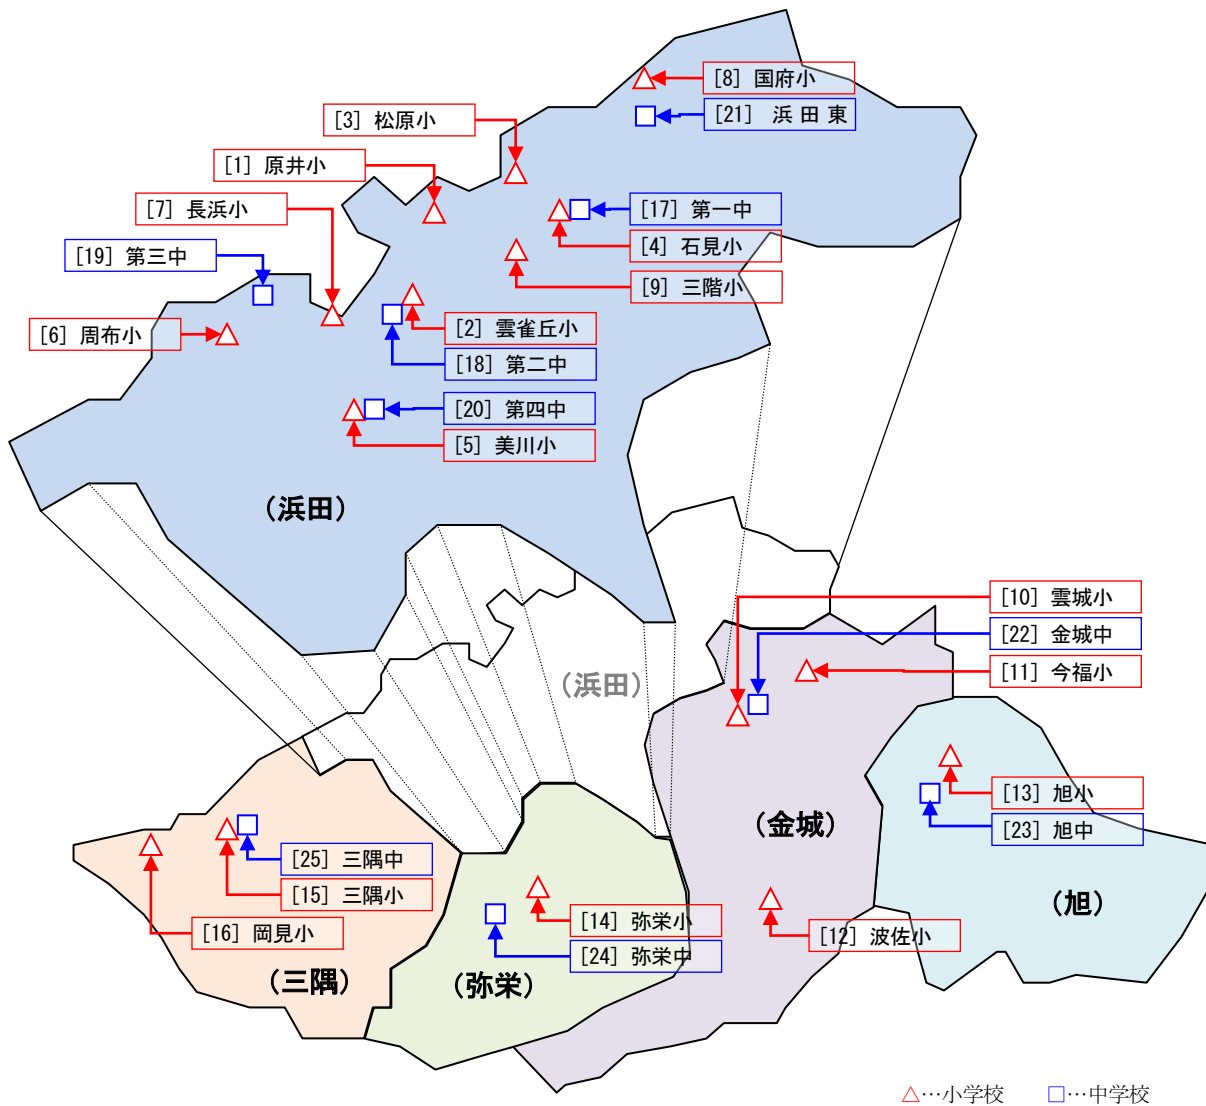 [8] 国府小
[21] 浜田東
[3] 松原小
[1] 原井小
[7] 長浜小
[17] 第一中
[19] 第三中
[4] 石見小
[9] 三階小
[6] 周布小
[2] 雲雀丘小
[18] 第二中
[20] 第四中
[5] 美川小
(浜田)
[10] 雲城小
[22] 金城中
[11] 今福小
(浜田)
[13] 旭小
[23] 旭中
(金城)
[25] 三隅中
[15] 三隅小
(旭)
[14] 弥栄小
[16] 岡見小
[12] 波佐小
[24] 弥栄中
(三隅)
(弥栄)
△…小学校 □…中学校